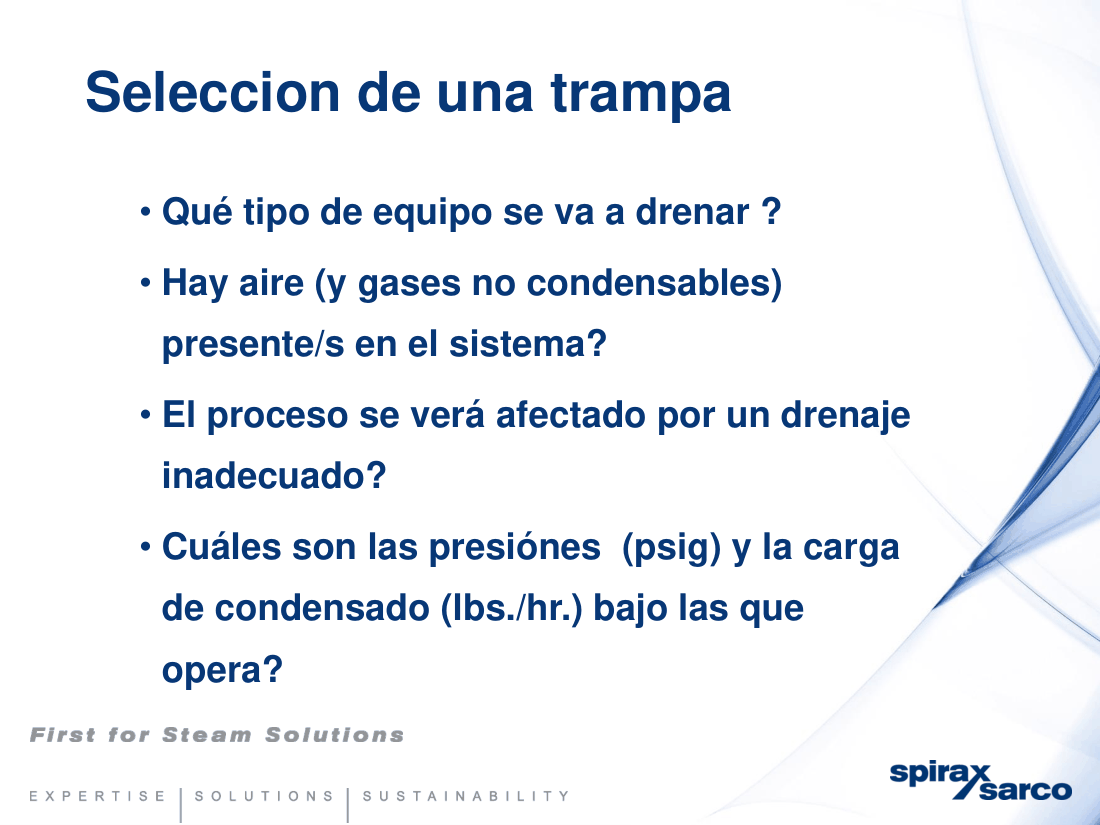 Seleccion de una trampa
• Qué tipo de equipo se va a drenar ?
• Hay aire (y gases no condensables)
presente/s en el sistema?
• El proceso se verá afectado por un drenaje
inadecuado?
• Cuáles son las presiónes  (psig) y la carga
de condensado (lbs./hr.) bajo las que
opera?
First for Steam Solutions
EXPERTISE | SOLUTIONS | SUSTAINABILITY
spirax
sarco